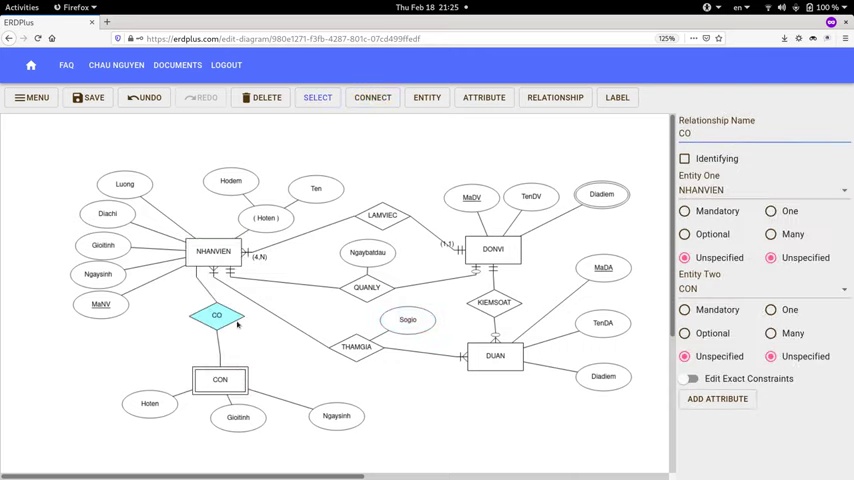 Activities
Firefox
Thu Feb 18 21:25
en
100 %
ERDPlus
https://erdplus.com/edit-diagram/980e1271-f3fb-4287-801c-07cd499ffedf
125%
FAQ
CHAU NGUYEN
DOCUMENTS
LOGOUT
MENU
SAVE
UNDO
REDO
DELETE
SELECT
CONNECT
ENTITY
ATTRIBUTE
RELATIONSHIP
LABEL
Relationship Name
CO
Identifying
Entity One
NHANVIEN
Mandatory
One
Optional
Many
Unspecified
Unspecified
Entity Two
CON
Mandatory
One
Optional
Many
Unspecified
Unspecified
Edit Exact Constraints
ADD ATTRIBUTE
Luong
Hodem
Ten
Diachi
( Hoten )
LAMVIEC
MaDV
TenDV
Diadiem
Gioitinh
NHANVIEN
(4,N)
(1,1)
DONVI
Ngaybatdau
Ngaysinh
MaDA
QUANLY
MaNV
KIEMSOAT
CO
Sogio
TenDA
THAMGIA
DUAN
CON
Diadiem
Hoten
Gioitinh
Ngaysinh